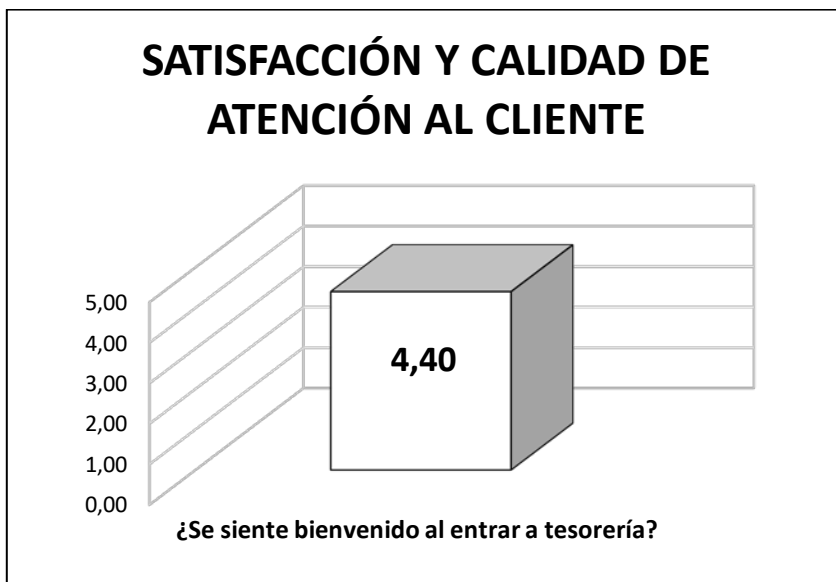 SATISFACCIÓN Y CALIDAD DE
ATENCIÓN AL CLIENTE
5,00
4,00
3,00
2,00
1,00
0,00
4,40
¿Se siente bienvenido al entrar a tesorería?